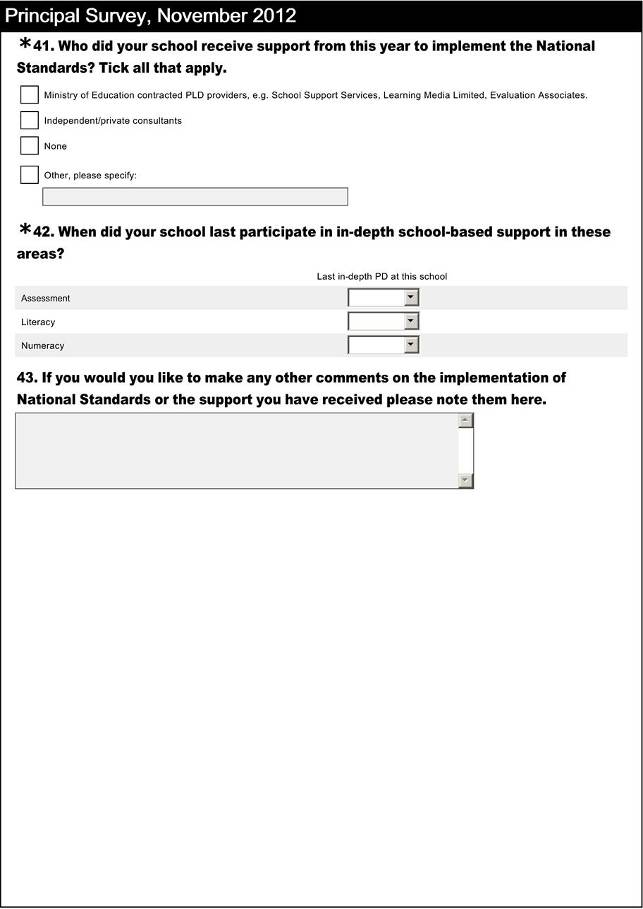 Principal Survey, November 2012
*41. Who did your school receive support from this year to implement the National
Standards? Tick all that apply.
Ministry of Education contracted PLD providers, e.g. School Support Services, Learning Media Limited, Evaluation Associates.
Independent/private consultants
None
Other, please specify:
*42. When did your school last participate in in-depth school-based support in these
areas?
Last in-depth PD at this school
Assessment
Literacy
Numeracy
43. If you would you like to make any other comments on the implementation of
National Standards or the support you have received please note them here.